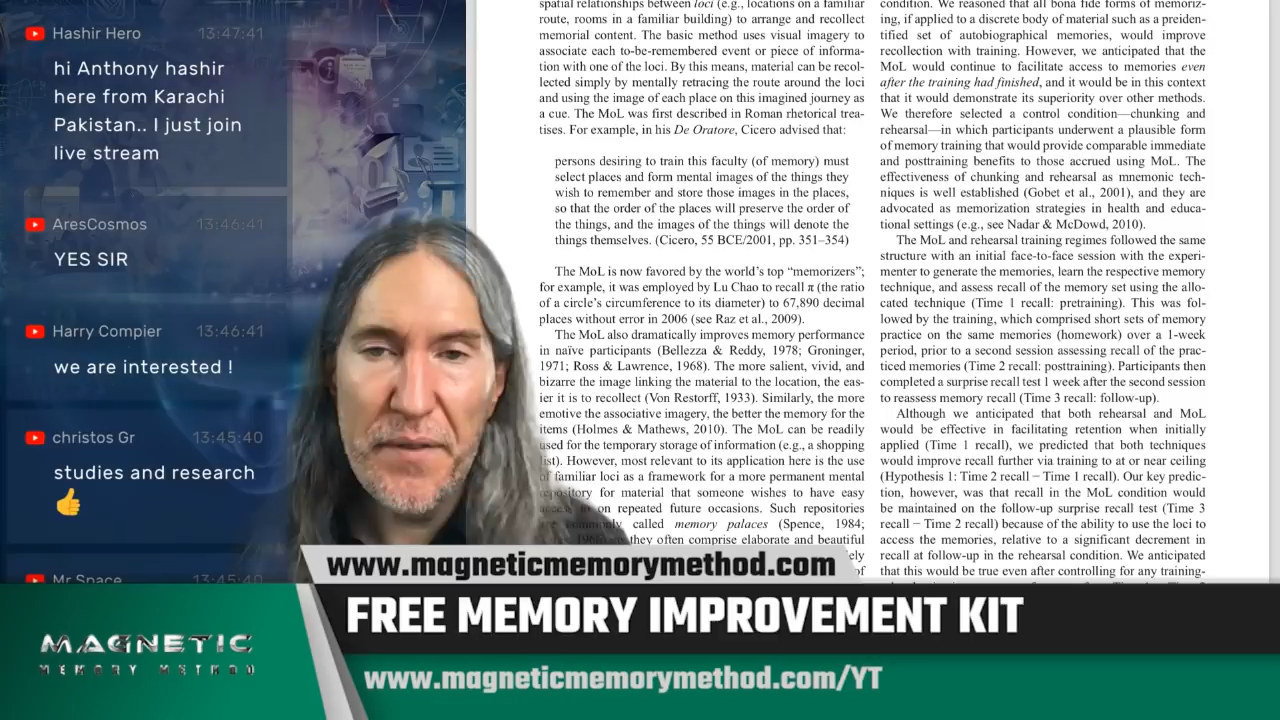 Hashir Hero 13:47:41
hi Anthony hashir
here from Karachi
Pakistan.. I just join
live stream
AresCosmos 13:46:41
YES SIR
Harry Compier 13:46:41
we are interested !
christos Gr 13:45:40
studies and research
👍
Mr Space 13:45:40
spatial relationships between loci (e.g., locations on a familiar
route, rooms in a familiar building) to arrange and recollect
memorial content. The basic method uses visual imagery to
associate each to-be-remembered event or piece of informa-
tion with one of the loci. By this means, material can be recol-
lected simply by mentally retracing the route around the loci
and using the image of each place on this imagined journey as
a cue. The MoL was first described in Roman rhetorical trea-
tises. For example, in his De Oratore, Cicero advised that:
persons desiring to train this faculty (of memory) must
select places and form mental images of the things they
wish to remember and store those images in the places,
so that the order of the places will preserve the order of
the things, and the images of the things will denote the
things themselves. (Cicero, 55 BCE/2001, pp. 351–354)
The MoL is now favored by the world's top “memorizers”;
for example, it was employed by Lu Chao to recall π (the ratio
of a circle's circumference to its diameter) to 67,890 decimal
places without error in 2006 (see Raz et al., 2009).
The MoL also dramatically improves memory performance
in naïve participants (Bellezza & Reddy, 1978; Groninger,
1971; Ross & Lawrence, 1968). The more salient, vivid, and
bizarre the image linking the material to the location, the eas-
ier it is to recollect (Von Restorff, 1933). Similarly, the more
emotive the associative imagery, the better the memory for the
items (Holmes & Mathews, 2010). The MoL can be readily
used for the temporary storage of information (e.g., a shopping
list). However, most relevant to its application here is the use
of familiar loci as a framework for a more permanent mental
repository for material that someone wishes to have easy
access to on repeated future occasions. Such repositories
are commonly called memory palaces (Spence, 1984;
they often comprise elaborate and beautiful
condition. We reasoned that all bona fide forms of memoriz-
ing, if applied to a discrete body of material such as a preiden-
tified set of autobiographical memories, would improve
recollection with training. However, we anticipated that the
MoL would continue to facilitate access to memories even
after the training had finished, and it would be in this context
that it would demonstrate its superiority over other methods.
We therefore selected a control condition—chunking and
rehearsal—in which participants underwent a plausible form
of memory training that would provide comparable immediate
and posttraining benefits to those accrued using MoL. The
effectiveness of chunking and rehearsal as mnemonic tech-
niques is well established (Gobet et al., 2001), and they are
advocated as memorization strategies in health and educa-
tional settings (e.g., see Nadar & McDowd, 2010).
The MoL and rehearsal training regimes followed the same
structure with an initial face-to-face session with the experi-
menter to generate the memories, learn the respective memory
technique, and assess recall of the memory set using the allo-
cated technique (Time 1 recall: pretraining). This was fol-
lowed by the training, which comprised short sets of memory
practice on the same memories (homework) over a 1-week
period, prior to a second session assessing recall of the prac-
ticed memories (Time 2 recall: posttraining). Participants then
completed a surprise recall test 1 week after the second session
to reassess memory recall (Time 3 recall: follow-up).
Although we anticipated that both rehearsal and MoL
would be effective in facilitating retention when initially
applied (Time 1 recall), we predicted that both techniques
would improve recall further via training to at or near ceiling
(Hypothesis 1: Time 2 recall − Time 1 recall). Our key predic-
tion, however, was that recall in the MoL condition would
be maintained on the follow-up surprise recall test (Time 3
recall − Time 2 recall) because of the ability to use the loci to
access the memories, relative to a significant decrement in
recall at follow-up in the rehearsal condition. We anticipated
that this would be true even after controlling for any training-
www.magneticmemorymethod.com
FREE MEMORY IMPROVEMENT KIT
MAGNETIC
MEMORY METHOD
www.magneticmemorymethod.com/YT